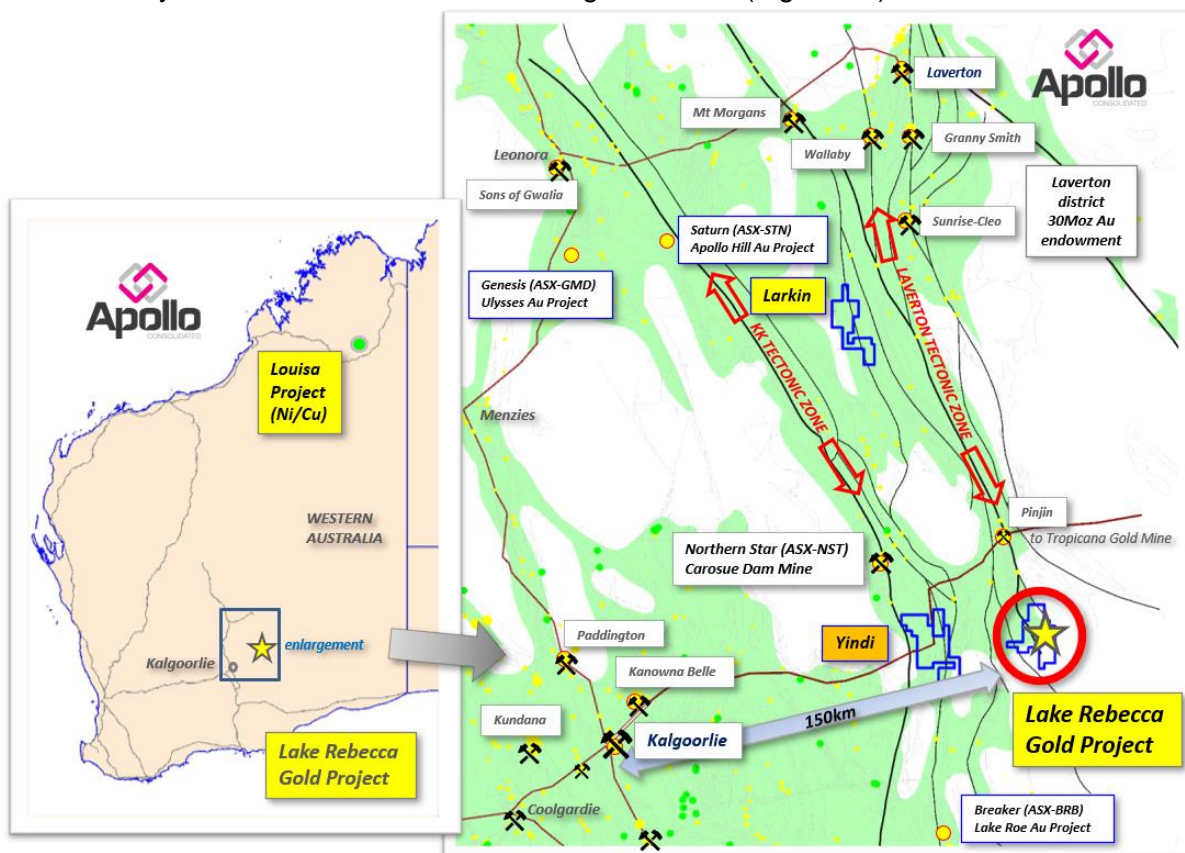 Apollo
CONSOLIDATED
Louisa
Project
(Ni/Cu)
WESTERN
AUSTRALIA
Kalgoorlie
enlargement
Lake Rebecca
Gold Project
Apollo
CONSOLIDATED
Laverton
Mt Morgans
Wallaby
Granny Smith
Leonora
Sons of Gwalia
Laverton
district
30Moz Au
endowment
Sunrise-Cleo
Saturn (ASX-STN)
Apollo Hill Au Project
Genesis (ASX-GMD)
Ulysses Au Project
Larkin
KK TECTONIC ZONE
LAVERTON TECTONIC ZONE
Menzies
Pinjin
to Tropicana Gold Mine
Northern Star (ASX-NST)
Carosue Dam Mine
Paddington
Yindi
Kanowna Belle
Kundana
Kalgoorlie
150km
Lake Rebecca
Gold Project
Coolgardie
Breaker (ASX-BRB)
Lake Roe Au Project